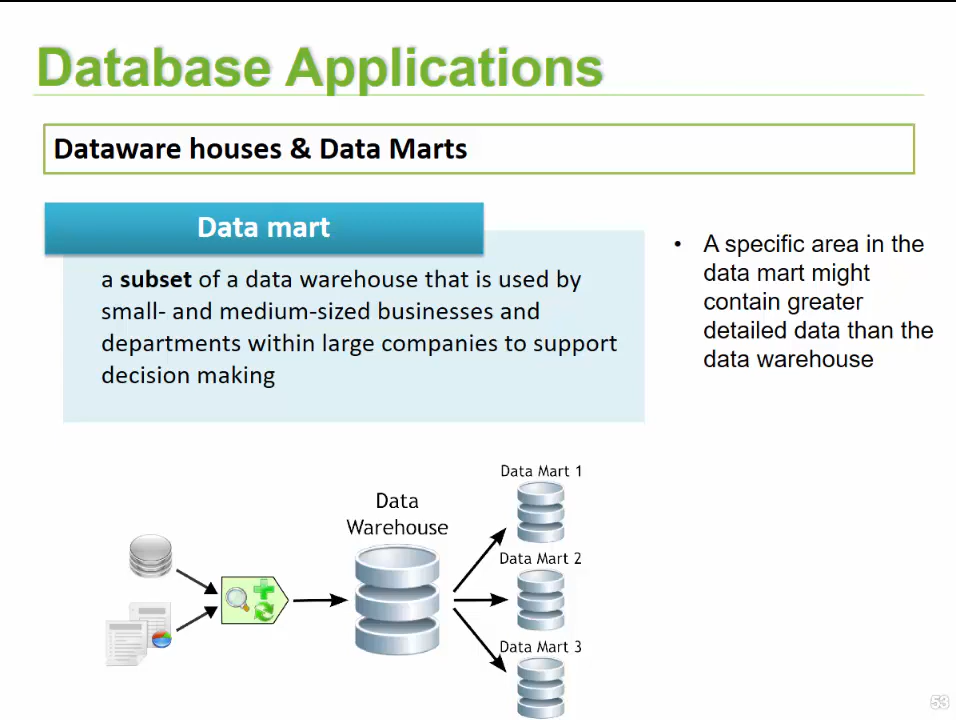 Database Applications
Dataware houses & Data Marts
Data mart
a subset of a data warehouse that is used by
small- and medium-sized businesses and
departments within large companies to support
decision making
• A specific area in the
data mart might
contain greater
detailed data than the
data warehouse
Data
Warehouse
Data Mart 1
Data Mart 2
Data Mart 3
53